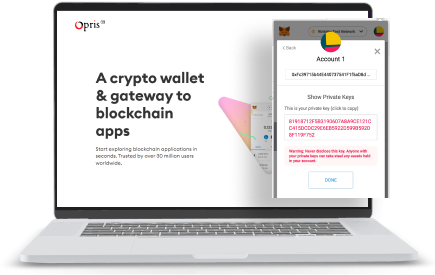 Opris
A crypto wallet
& gateway to
blockchain
apps
Start exploring blockchain applications in
seconds. Trusted by over 30 million users
worldwide.
Test Network
< Back
Account 1
Show Private Keys
This is your private key (click to copy)
Warning: Never disclose this key. Anyone with
your private keys can take steal any assets held
in your account.
DONE